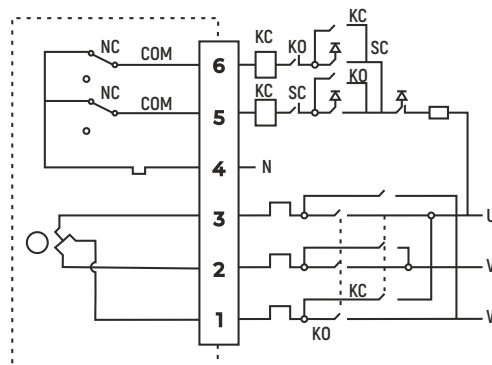 KC
NC COM 6 KC KO SC
NC COM 5 KC SC KO
4 N
3 U
2 V
1 KC V
KO